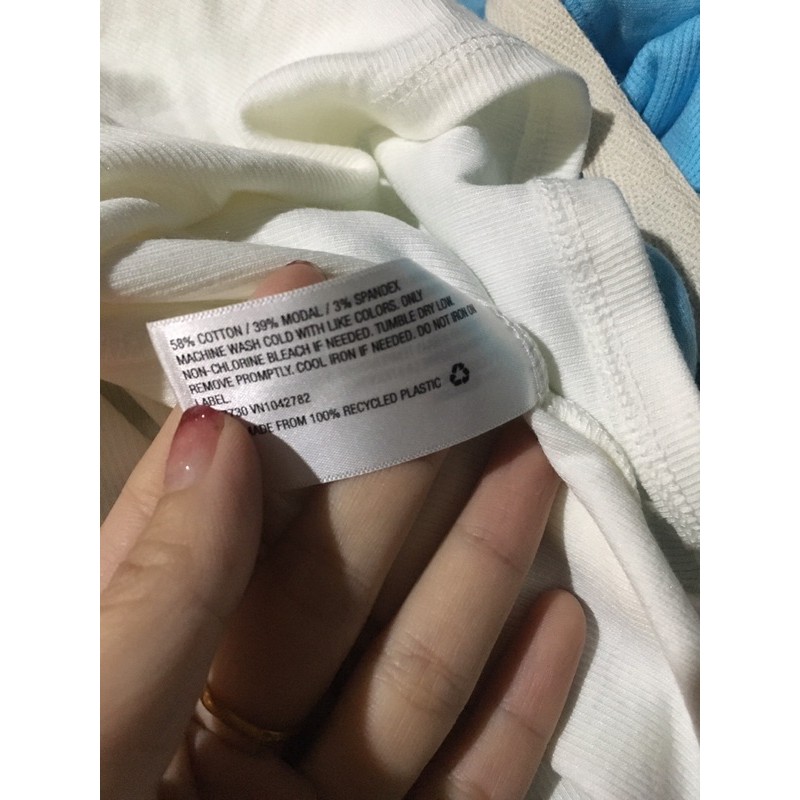 58% COTTON / 39% MODAL / 3% SPANDEX
MACHINE WASH COLD WITH LIKE COLORS. ONLY
NON-CHLORINE BLEACH IF NEEDED. TUMBLE DRY LOW.
REMOVE PROMPTLY. COOL IRON IF NEEDED. DO NOT IRON ON
LABEL
730 VN1042782
MADE FROM 100% RECYCLED PLASTIC